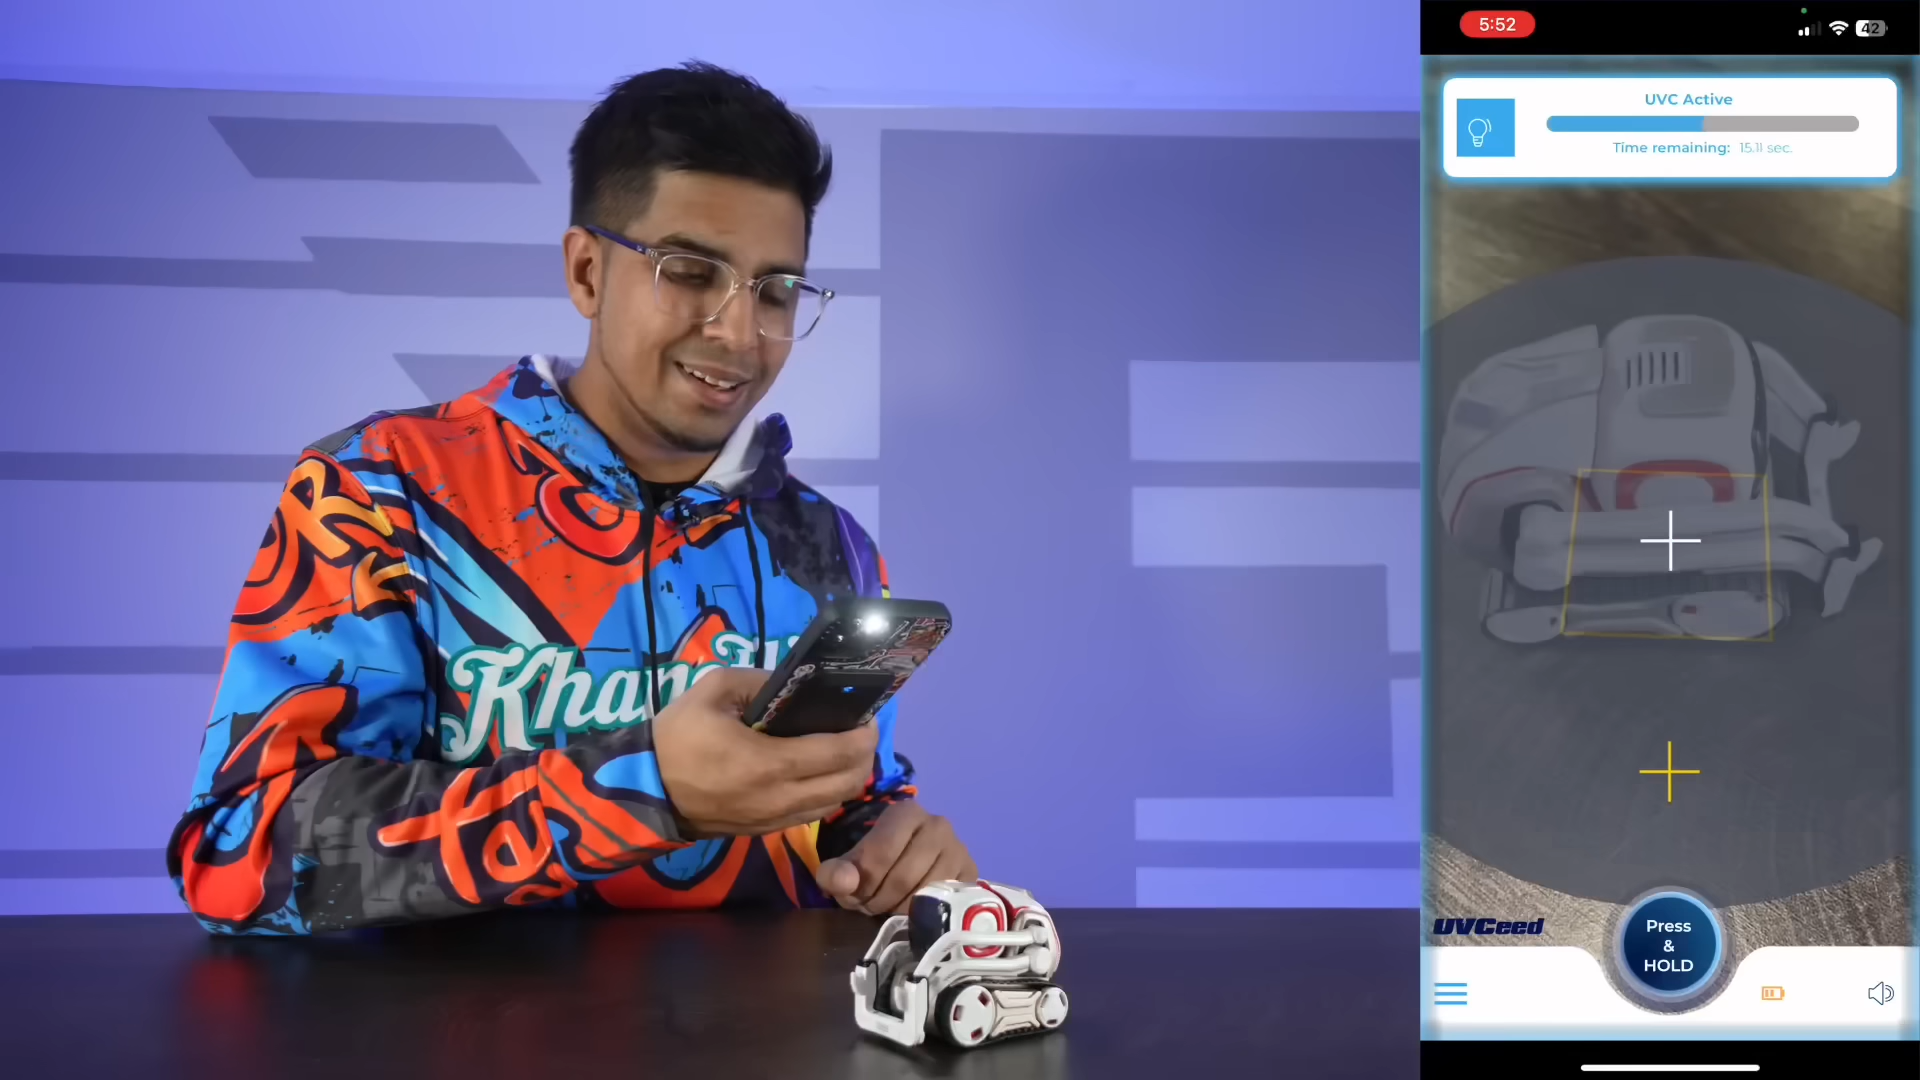 Khan
5:52
42
UVC Active
Time remaining: 15.11 sec.
UVCeed
Press
&
HOLD